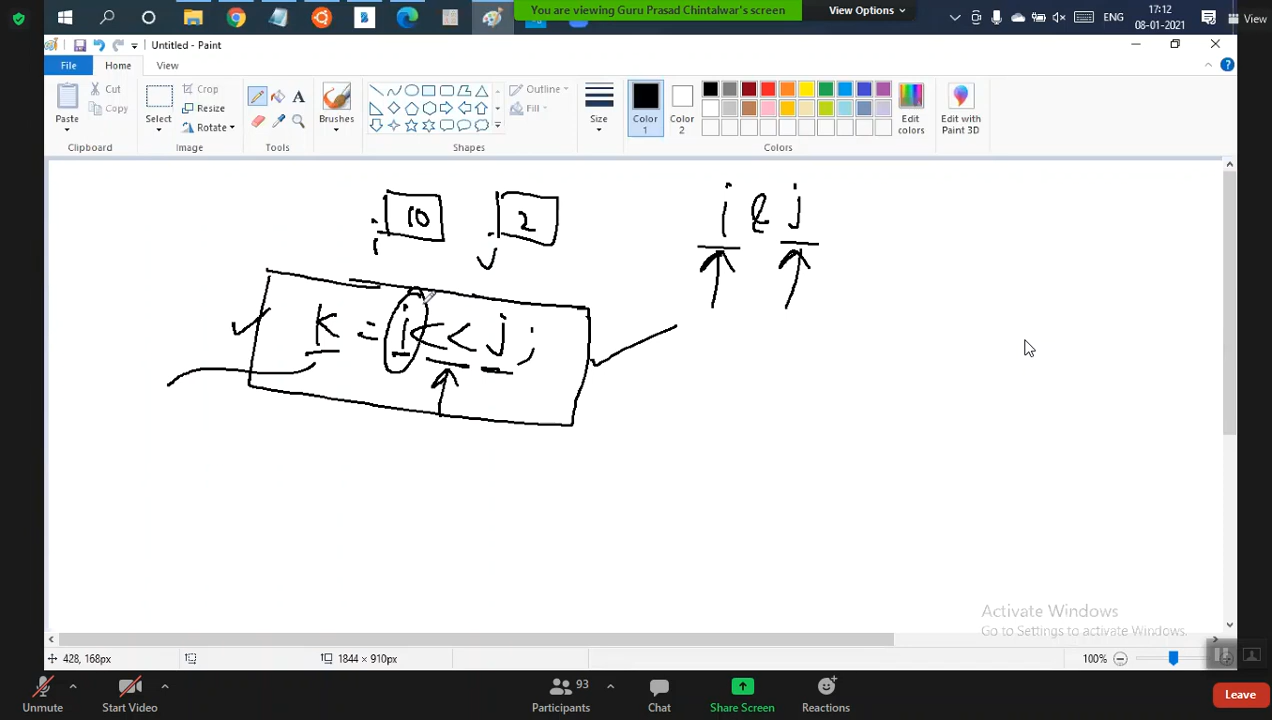 You are viewing Guru Prasad Chintalwar's screen
View Options
ENG
17:12
08-01-2021
View
Untitled - Paint
File
Home
View
Paste
Cut
Copy
Clipboard
Select
Crop
Resize
Rotate
Image
Tools
Brushes
Shapes
Outline
Fill
Size
Color 1
Color 2
Colors
Edit colors
Edit with Paint 3D
i 10 j 2
i & j
K = i << j;
Activate Windows
Go to Settings to activate Windows.
428, 168px
1844 × 910px
100%
Unmute
Start Video
93
Participants
Chat
Share Screen
Reactions
Leave